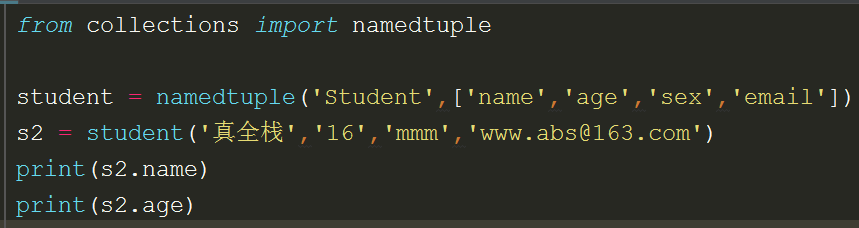 from collections import namedtuple
student = namedtuple('Student',['name','age','sex','email'])
s2 = student('真全栈','16','mmm','www.abs@163.com')
print(s2.name)
print(s2.age)